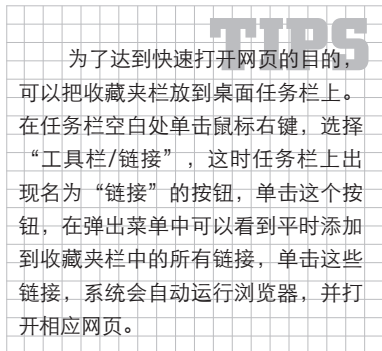 TIPS
为了达到快速打开网页的目的，
可以把收藏夹栏放到桌面任务栏上。
在任务栏空白处单击鼠标右键，选择
“工具栏/链接”，这时任务栏上出
现名为“链接”的按钮，单击这个按
钮，在弹出菜单中可以看到平时添加
到收藏夹栏中的所有链接，单击这些
链接，系统会自动运行浏览器，并打
开相应网页。